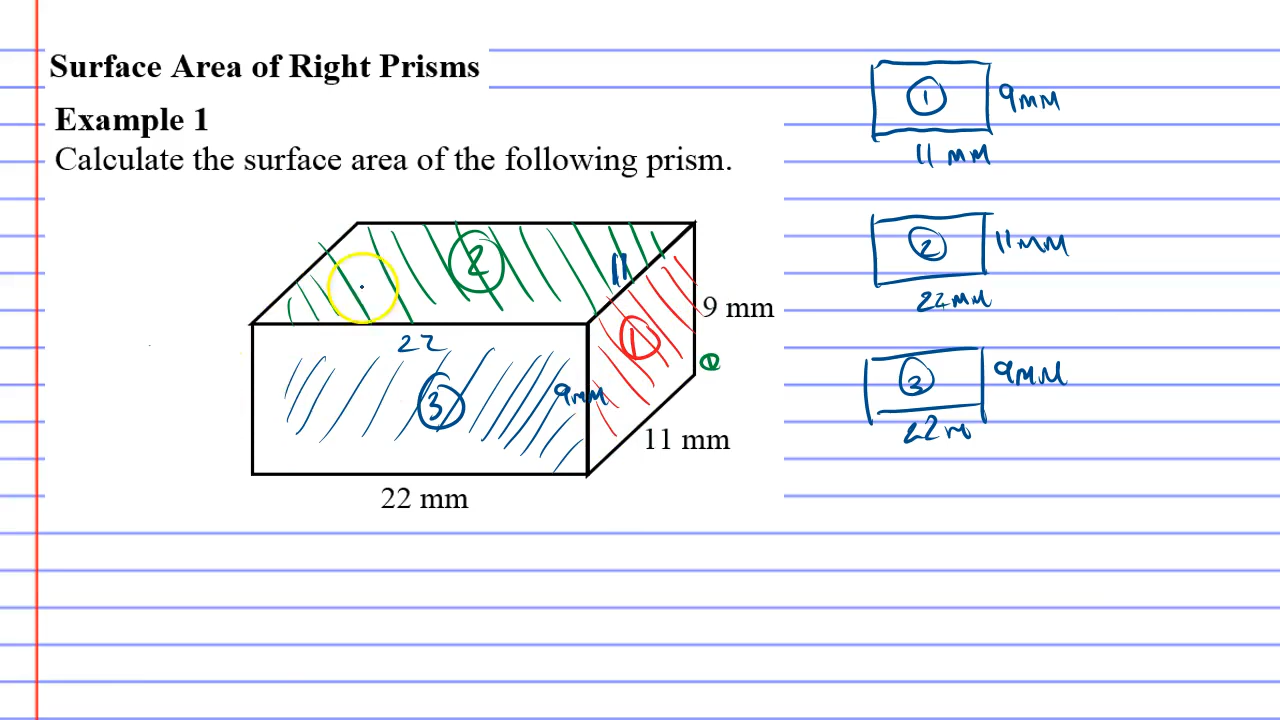 Surface Area of Right Prisms
Example 1
Calculate the surface area of the following prism.
2
11
1
9 mm
22
3
9mm
11 mm
22 mm
1
9mm
11 mm
2
11mm
22mm
3
9mm
22m